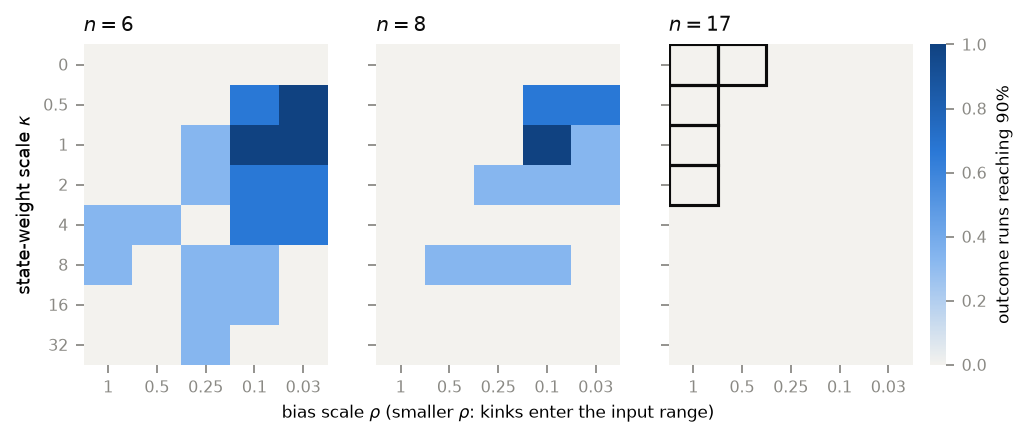 n = 6
n = 8
n = 17
state-weight scale κ
0
0.5
1
2
4
8
16
32
1 0.5 0.25 0.1 0.03
1 0.5 0.25 0.1 0.03
1 0.5 0.25 0.1 0.03
bias scale ρ (smaller ρ: kinks enter the input range)
1.0
0.8
0.6
0.4
0.2
0.0
outcome runs reaching 90%